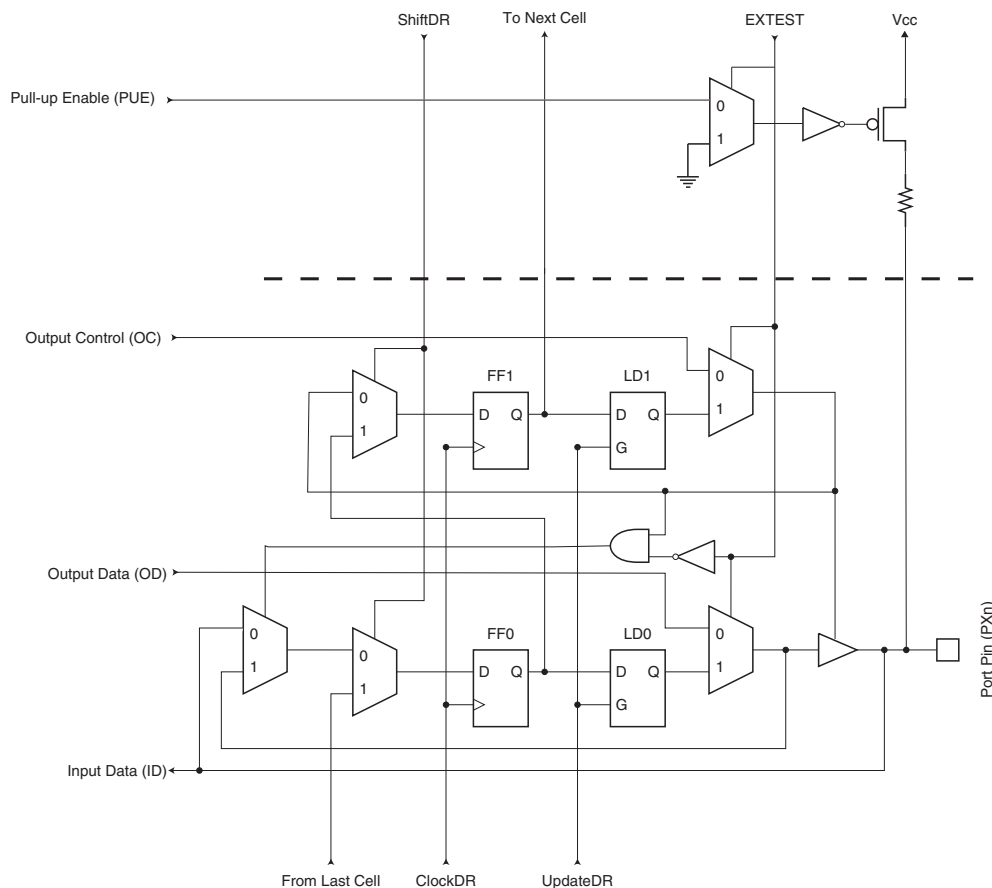 ShiftDR To Next Cell EXTEST Vcc
Pull-up Enable (PUE)
0
1
Output Control (OC)
FF1 LD1
0
1
D Q
D Q
G
0
1
Output Data (OD)
FF0 LD0
0
1
0
1
D Q
D Q
G
0
1
Port Pin (PXn)
Input Data (ID)
From Last Cell ClockDR UpdateDR